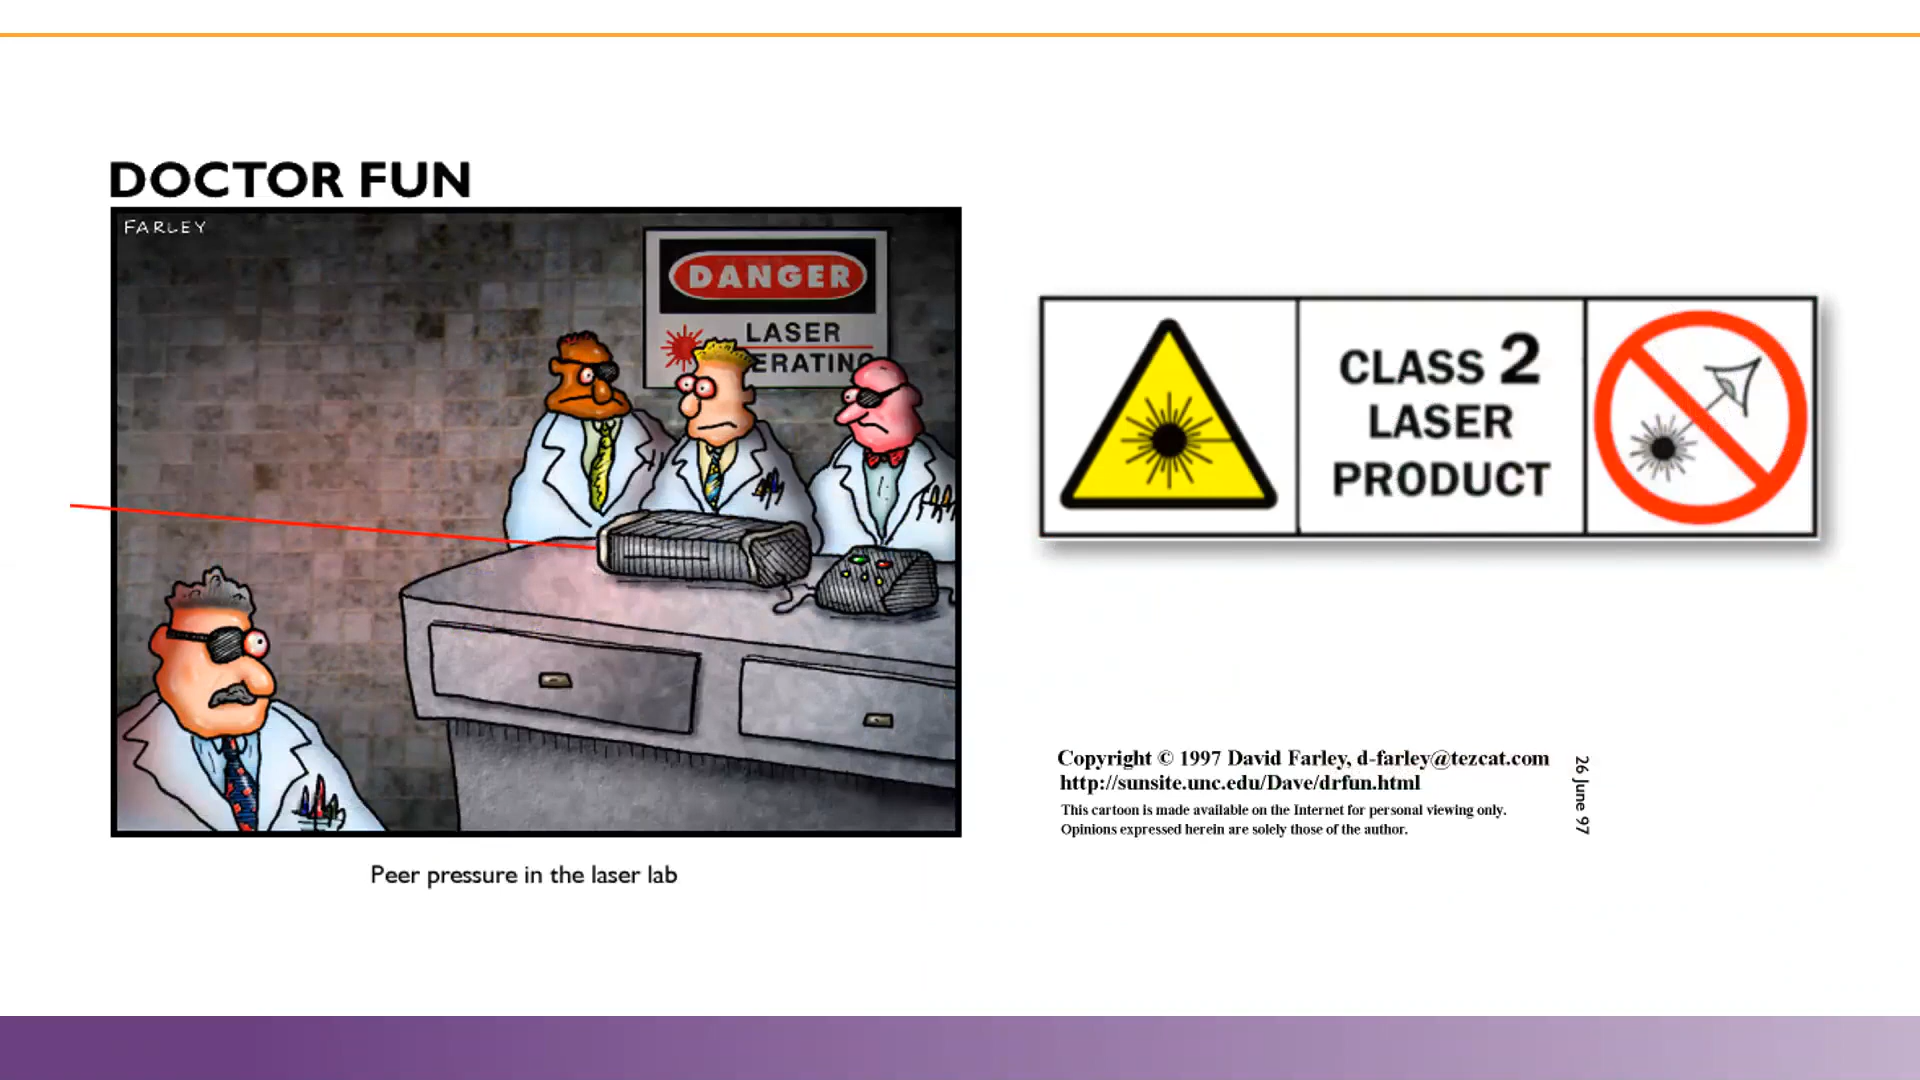 DOCTOR FUN
FARLEY
DANGER
LASER
ERATING
Peer pressure in the laser lab
CLASS 2
LASER
PRODUCT
Copyright © 1997 David Farley, d-farley@tezcat.com
http://sunsite.unc.edu/Dave/drfun.html
This cartoon is made available on the Internet for personal viewing only.
Opinions expressed herein are solely those of the author.
26 June 97